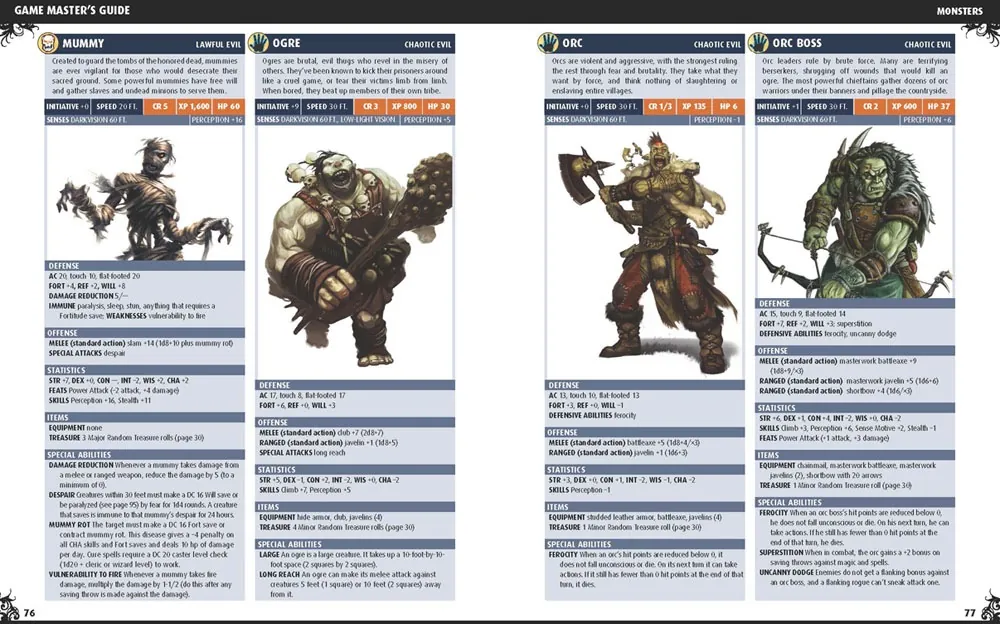 GAME MASTER'S GUIDE
MUMMY
LAWFUL EVIL
Created to guard the tombs of the honored dead, mummies
are ever vigilant for those who would desecrate their
sacred ground. Some powerful mummies have free will
and gather slaves and undead minions to serve them.
INITIATIVE +0 SPEED 20 FT. CR 5 XP 1,600 HP 60
SENSES DARKVISION 60 FT. PERCEPTION +16
DEFENSE
AC 20, touch 10, flat-footed 20
FORT +4, REF +2, WILL +8
DAMAGE REDUCTION 5/—
IMMUNE paralysis, sleep, stun, anything that requires a
Fortitude save; WEAKNESSES vulnerability to fire
OFFENSE
MELEE (standard action) slam +14 (1d8+10 plus mummy rot)
SPECIAL ATTACKS despair
STATISTICS
STR +7, DEX +0, CON —, INT -2, WIS +2, CHA +2
FEATS Power Attack (-2 attack, +4 damage)
SKILLS Perception +16, Stealth +11
ITEMS
EQUIPMENT none
TREASURE 3 Major Random Treasure rolls (page 30)
SPECIAL ABILITIES
DAMAGE REDUCTION Whenever a mummy takes damage from
a melee or ranged weapon, reduce the damage by 5 (to a
minimum of 0).
DESPAIR Creatures within 30 feet must make a DC 16 Will save or
be paralyzed (see page 95) by fear for 1d4 rounds. A creature
that saves is immune to that mummy's despair for 24 hours.
MUMMY ROT The target must make a DC 16 Fort save or
contract mummy rot. This disease gives a -4 penalty on
all CHA skills and Fort saves and deals 10 hp of damage
per day. Cure spells require a DC 20 caster level check
(1d20 + cleric or wizard level) to work.
VULNERABILITY TO FIRE Whenever a mummy takes fire
damage, multiply the damage by 1-1/2 (do this after any
saving throw is made against the damage).
76
OGRE
CHAOTIC EVIL
Ogres are brutal, evil thugs who revel in the misery of
others. They've been known to kick their prisoners around
like a cruel game, or tear their victims limb from limb.
When bored, they beat up members of their own tribe.
INITIATIVE +9 SPEED 30 FT. CR 3 XP 800 HP 30
SENSES DARKVISION 60 FT., LOW-LIGHT VISION PERCEPTION +5
DEFENSE
AC 17, touch 8, flat-footed 17
FORT +6, REF +0, WILL +3
OFFENSE
MELEE (standard action) club +7 (2d8+7)
RANGED (standard action) javelin +1 (1d8+5)
SPECIAL ATTACKS long reach
STATISTICS
STR +5, DEX -1, CON +2, INT -2, WIS +0, CHA -2
SKILLS Climb +7, Perception +5
ITEMS
EQUIPMENT hide armor, club, javelins (4)
TREASURE 4 Minor Random Treasure rolls (page 30)
SPECIAL ABILITIES
LARGE An ogre is a large creature. It takes up a 10-foot-by-10-
foot space (2 squares by 2 squares).
LONG REACH An ogre can make its melee attack against
creatures 5 feet (1 square) or 10 feet (2 squares) away
from it.
MONSTERS
ORC
CHAOTIC EVIL
Orcs are violent and aggressive, with the strongest ruling
the rest through fear and brutality. They take what they
want by force, and think nothing of slaughtering or
enslaving entire villages.
INITIATIVE +0 SPEED 30 FT. CR 1/3 XP 135 HP 6
SENSES DARKVISION 60 FT. PERCEPTION -1
DEFENSE
AC 13, touch 10, flat-footed 13
FORT +3, REF +0, WILL -1
DEFENSIVE ABILITIES ferocity
OFFENSE
MELEE (standard action) battleaxe +5 (1d8+4/×3)
RANGED (standard action) javelin +1 (1d6+3)
STATISTICS
STR +3, DEX +0, CON +1, INT -2, WIS -1, CHA -2
SKILLS Perception -1
ITEMS
EQUIPMENT studded leather armor, battleaxe, javelins (4)
TREASURE 1 Minor Random Treasure roll (page 30)
SPECIAL ABILITIES
FEROCITY When an orc's hit points are reduced below 0, it
does not fall unconscious or die. On its next turn it can take
actions. If it still has fewer than 0 hit points at the end of that
turn, it dies.
ORC BOSS
CHAOTIC EVIL
Orc leaders rule by brute force. Many are terrifying
berserkers, shrugging off wounds that would kill an
ogre. The most powerful chieftains gather dozens of orc
warriors under their banners and pillage the countryside.
INITIATIVE +1 SPEED 30 FT. CR 2 XP 600 HP 37
SENSES DARKVISION 60 FT. PERCEPTION +6
DEFENSE
AC 15, touch 9, flat-footed 14
FORT +7, REF +2, WILL +3; superstition
DEFENSIVE ABILITIES ferocity, uncanny dodge
OFFENSE
MELEE (standard action) masterwork battleaxe +9
(1d8+9/×3)
RANGED (standard action) masterwork javelin +5 (1d6+6)
RANGED (standard action) shortbow +4 (1d6/×3)
STATISTICS
STR +6, DEX +1, CON +4, INT -2, WIS +0, CHA -2
SKILLS Climb +3, Perception +6, Sense Motive +2, Stealth -1
FEATS Power Attack (+1 attack, +3 damage)
ITEMS
EQUIPMENT chainmail, masterwork battleaxe, masterwork
javelins (2), shortbow with 20 arrows
TREASURE 1 Minor Random Treasure roll (page 30)
SPECIAL ABILITIES
FEROCITY When an orc boss's hit points are reduced below 0,
he does not fall unconscious or die. On his next turn, he can
take actions. If he still has fewer than 0 hit points at the
end of that turn, he dies.
SUPERSTITION When in combat, the orc gains a +2 bonus on
saving throws against magic and spells.
UNCANNY DODGE Enemies do not get a flanking bonus against
an orc boss, and a flanking rogue can't sneak attack one.
77